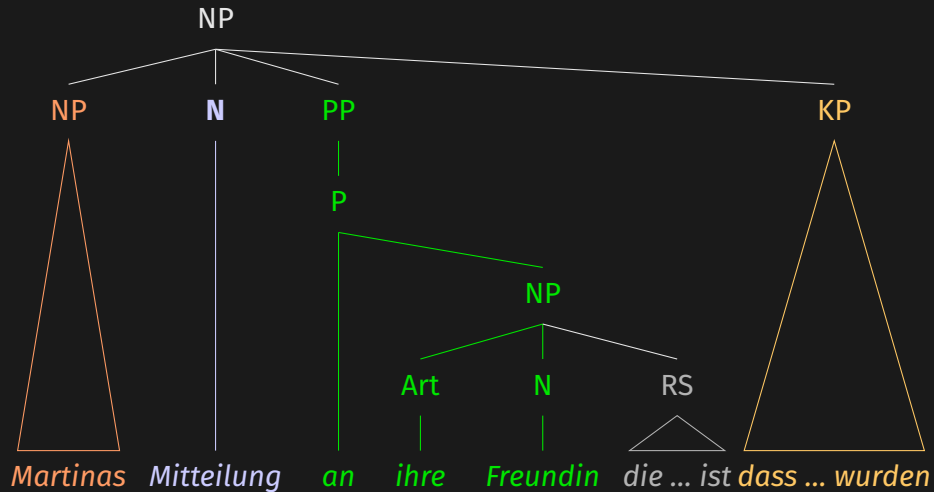 NP
NP N PP KP
P
NP
Art N RS
Martinas Mitteilung an ihre Freundin die ... ist dass ... wurden